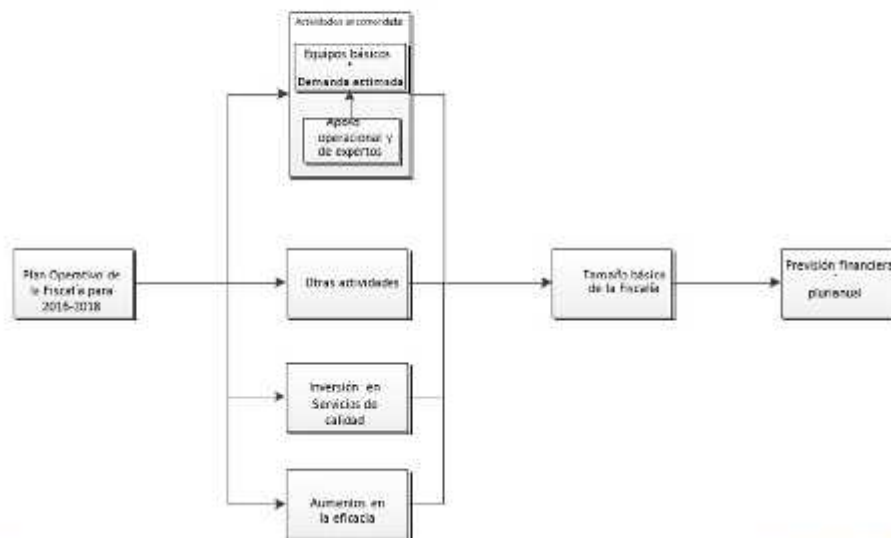 Equipos básicos
*
Demanda estimada
Apoyo
operacional y
de expertos
Plan Operativo de
la Fiscalía para
2016-2018
Otras actividades
Inversión en
Servicios de
calidad
Aumentos en
la eficacia
Tamaño básico
de la Fiscalía
Previsión financiera
plurianual